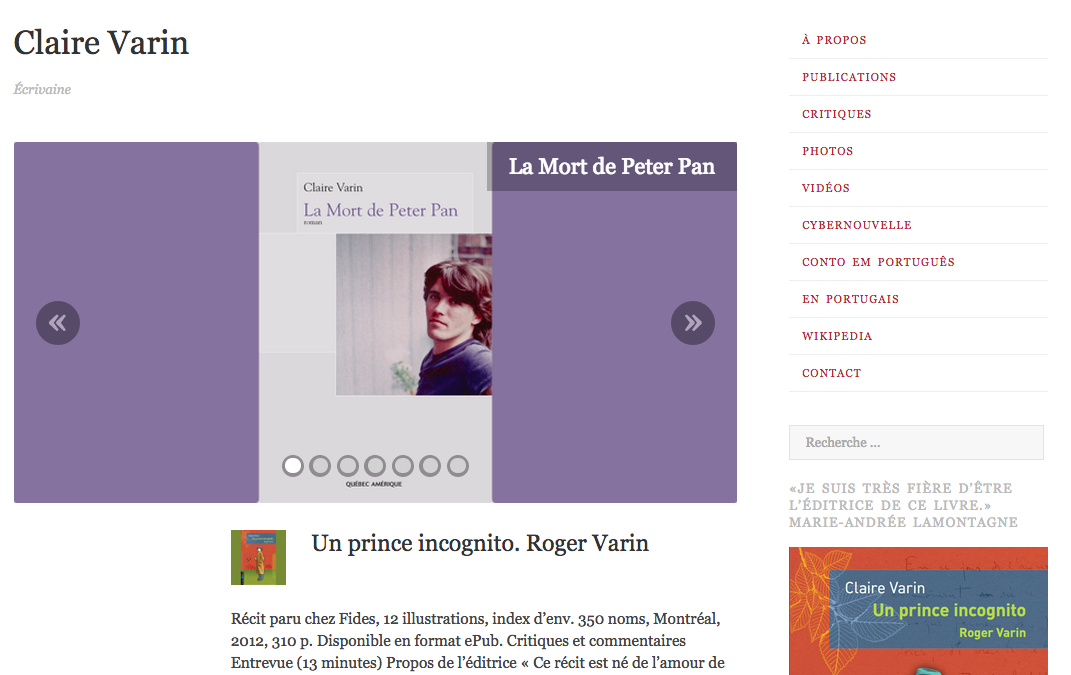 Claire Varin
Écrivaine
La Mort de Peter Pan
Claire Varin
La Mort de Peter Pan
roman
«
»
QUÉBEC AMÉRIQUE
Un prince incognito. Roger Varin
Récit paru chez Fides, 12 illustrations, index d’env. 350 noms, Montréal,
2012, 310 p. Disponible en format ePub. Critiques et commentaires
Entrevue (13 minutes) Propos de l’éditrice « Ce récit est né de l’amour de
À PROPOS
PUBLICATIONS
CRITIQUES
PHOTOS
VIDÉOS
CYBERNOUVELLE
CONTO EM PORTUGUÊS
EN PORTUGAIS
WIKIPEDIA
CONTACT
Recherche ...
«JE SUIS TRÈS FIÈRE D’ÊTRE
L’ÉDITRICE DE CE LIVRE.»
MARIE-ANDRÉE LAMONTAGNE
Claire Varin
Un prince incognito
Roger Varin